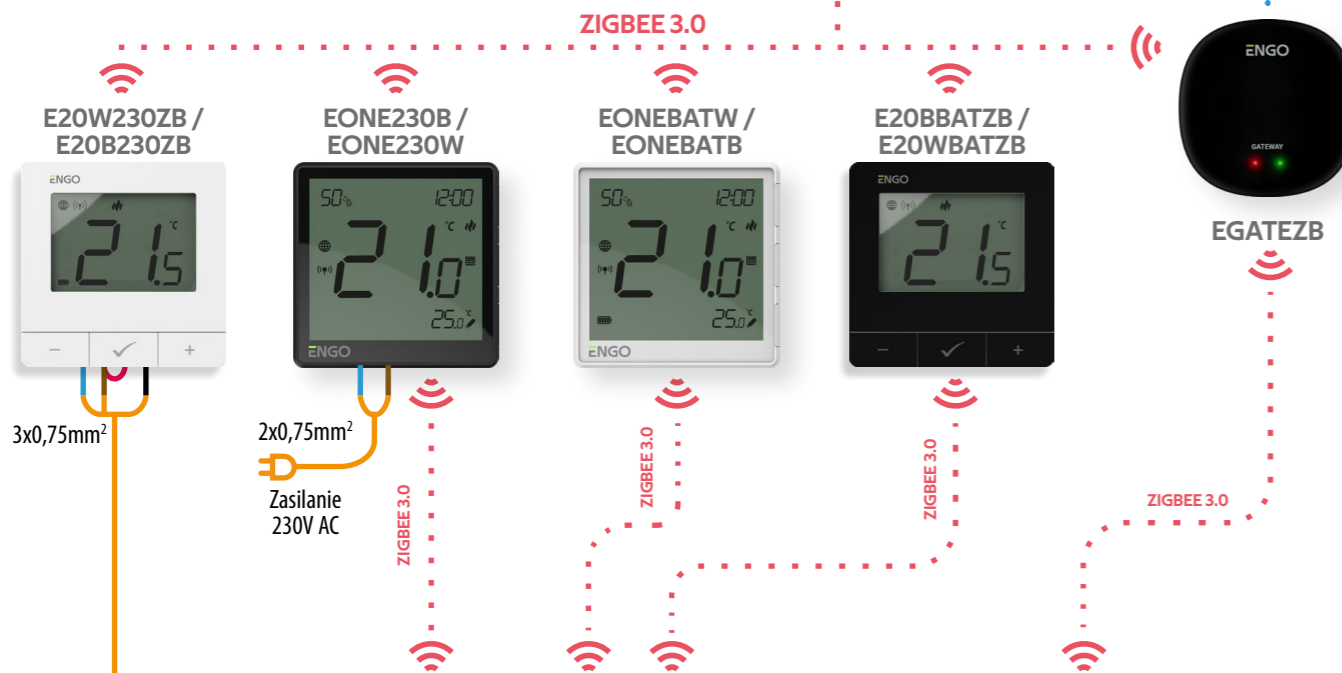 ZIGBEE 3.0
ENGO
GATEWAY
EGATEZB
E20W230ZB /
E20B230ZB
EONE230B /
EONE230W
EONEBATW /
EONEBATB
E20BBATZB /
E20WBATZB
ENGO
°C
21.5
− ✓ +
50%
12:00
°C
21.0
25.0°C
ENGO
50%
12:00
°C
21.0
25.0°C
ENGO
ENGO
°C
21.5
− ✓ +
3x0,75mm²
2x0,75mm²
Zasilanie
230V AC
ZIGBEE 3.0
ZIGBEE 3.0
ZIGBEE 3.0
ZIGBEE 3.0